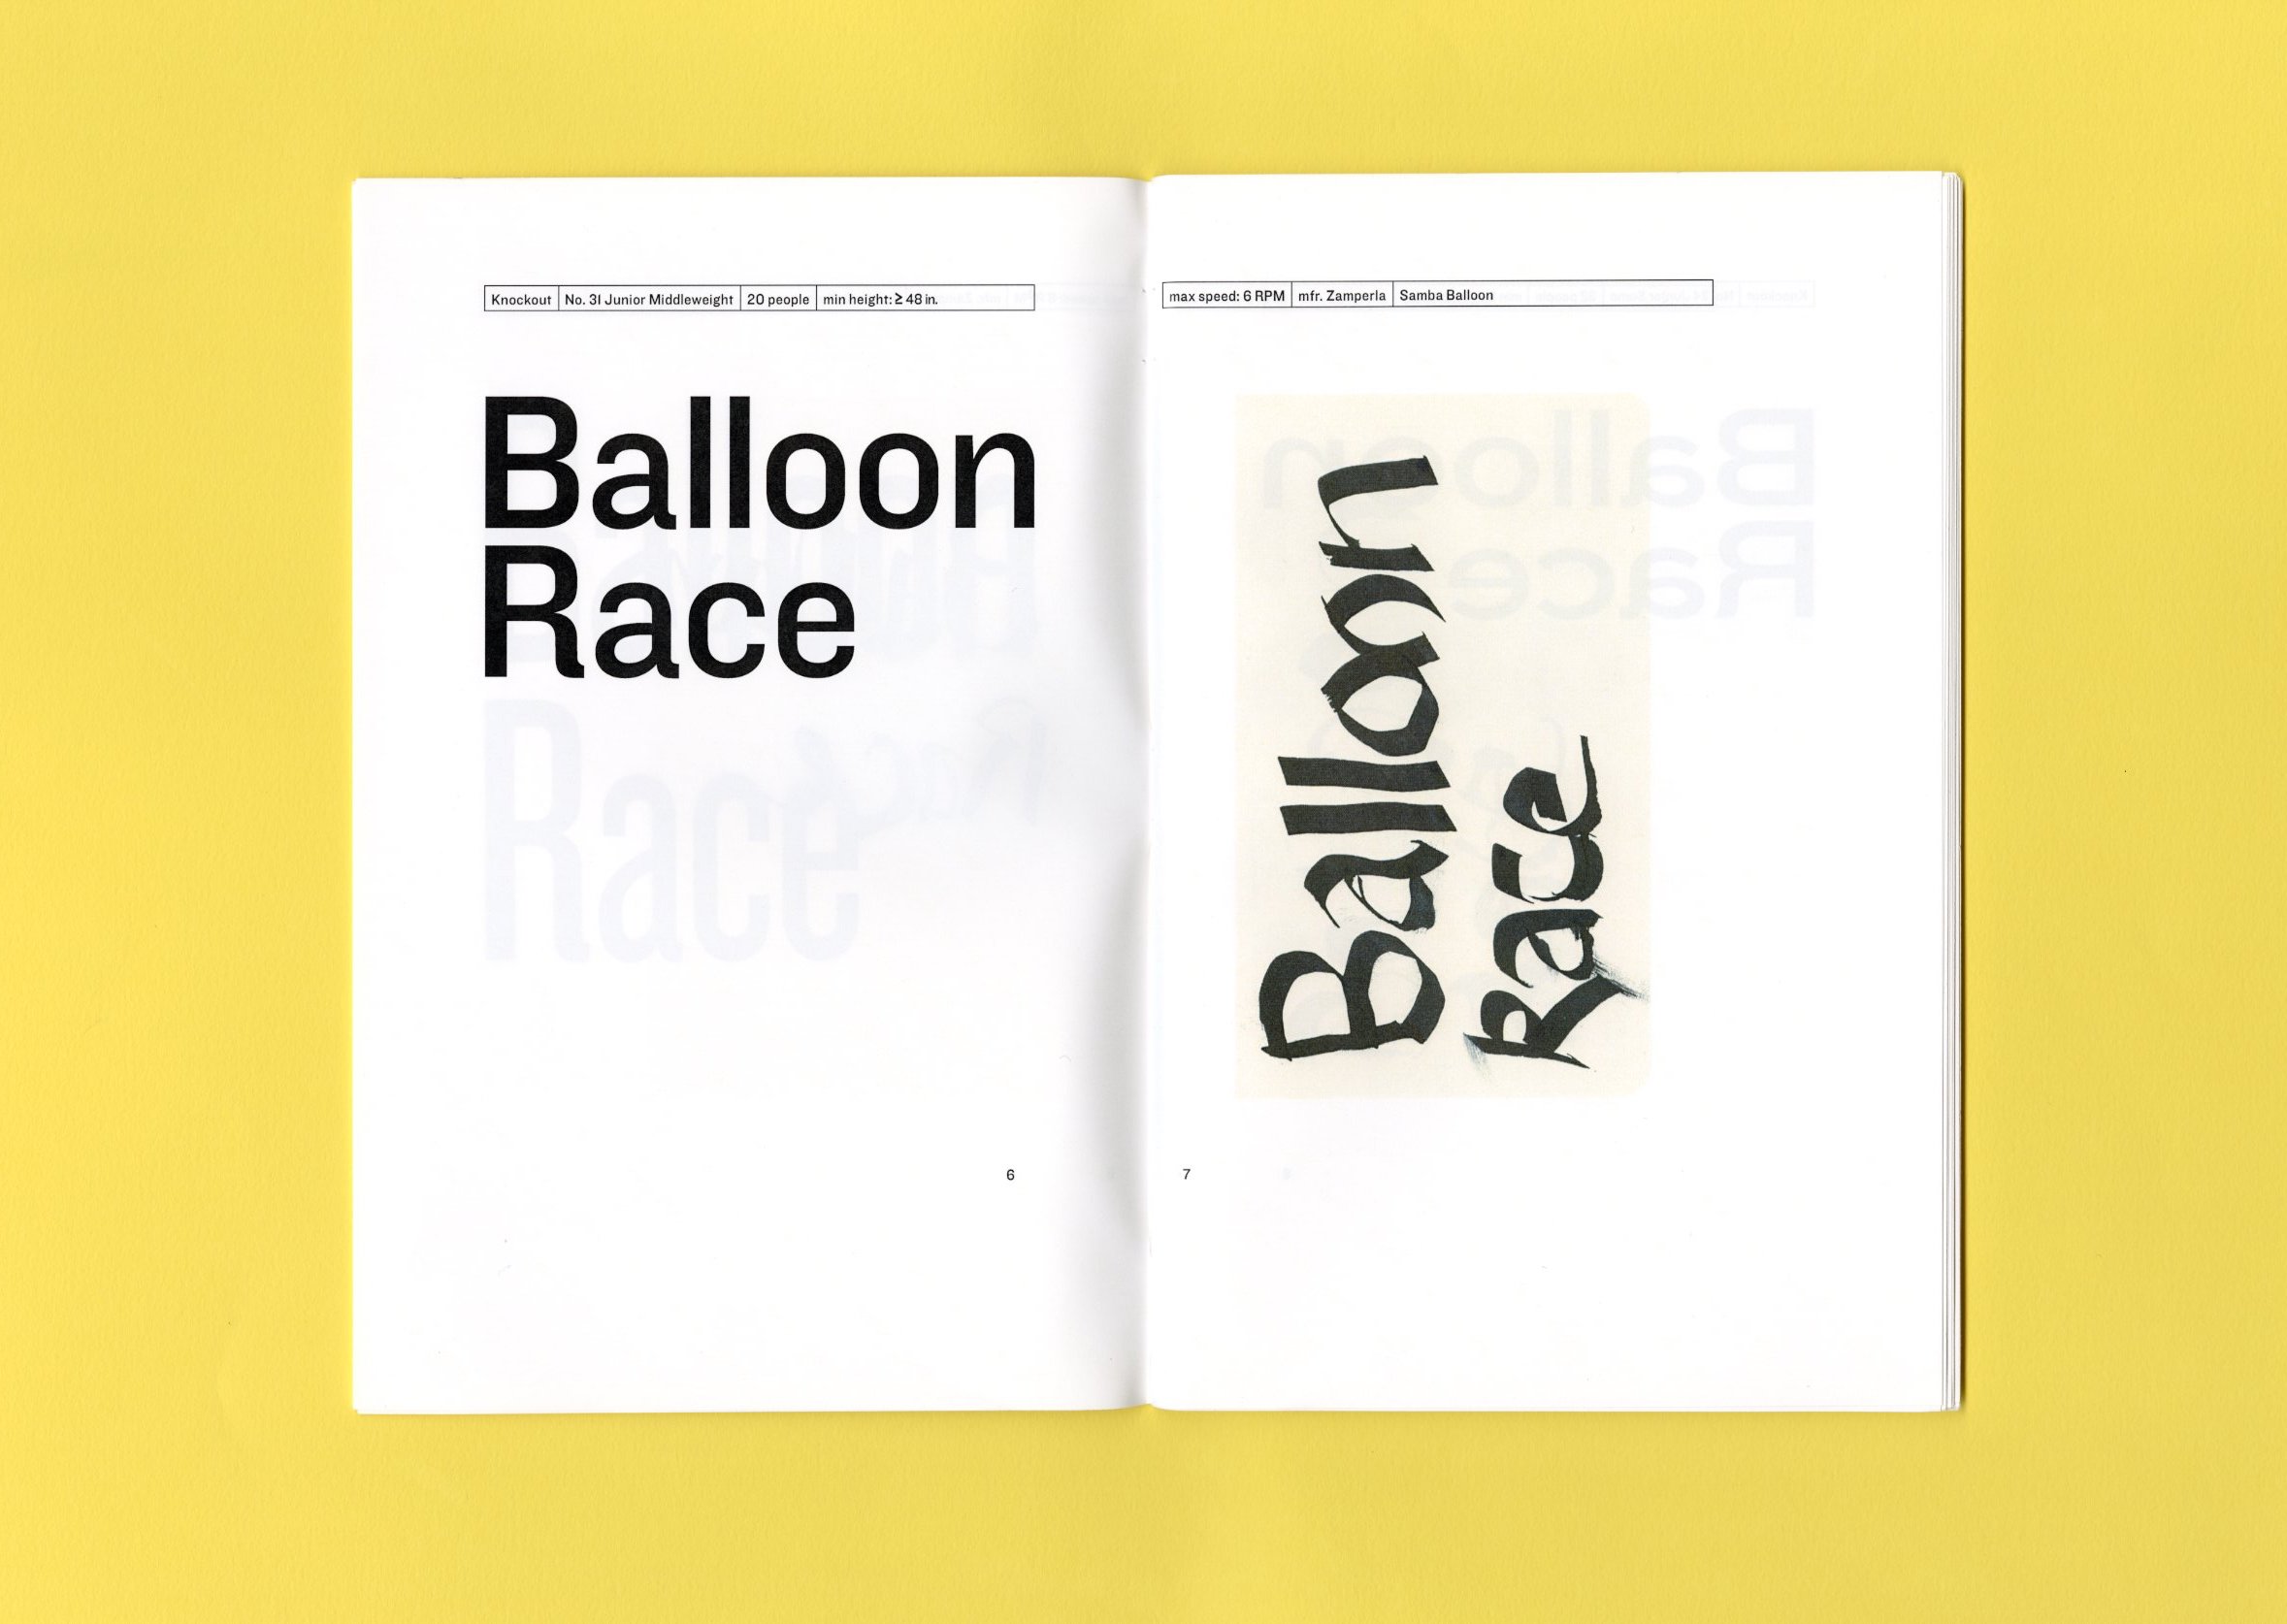 Knockout No. 31 Junior Middleweight 20 people min height: ≥ 48 in.
Balloon
Race
6
max speed: 6 RPM mfr. Zamperla Samba Balloon
Balloon
Race
7